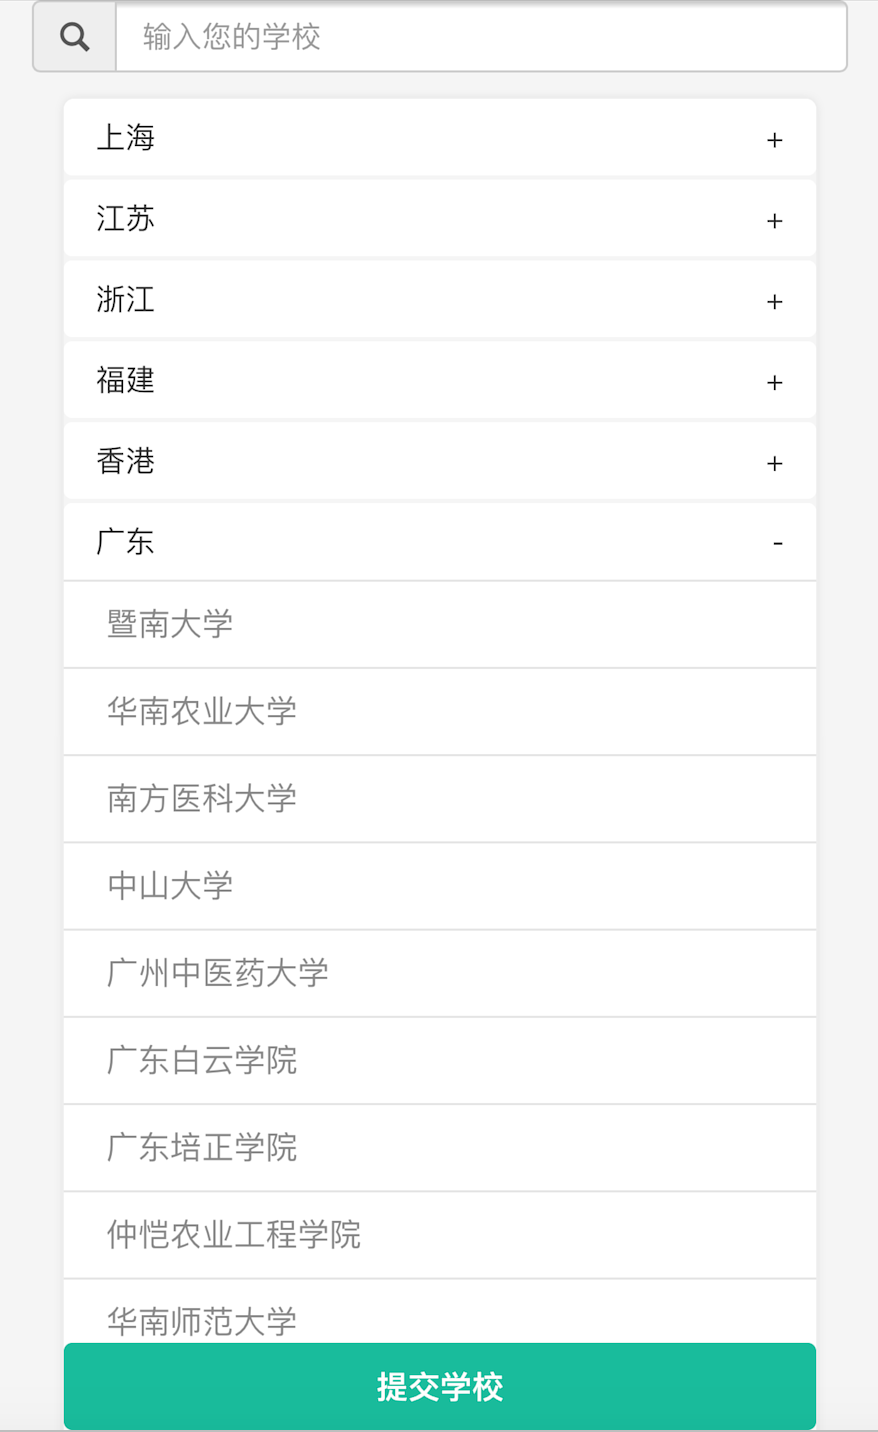 输入您的学校
上海 +
江苏 +
浙江 +
福建 +
香港 +
广东 -
暨南大学
华南农业大学
南方医科大学
中山大学
广州中医药大学
广东白云学院
广东培正学院
仲恺农业工程学院
华南师范大学
提交学校